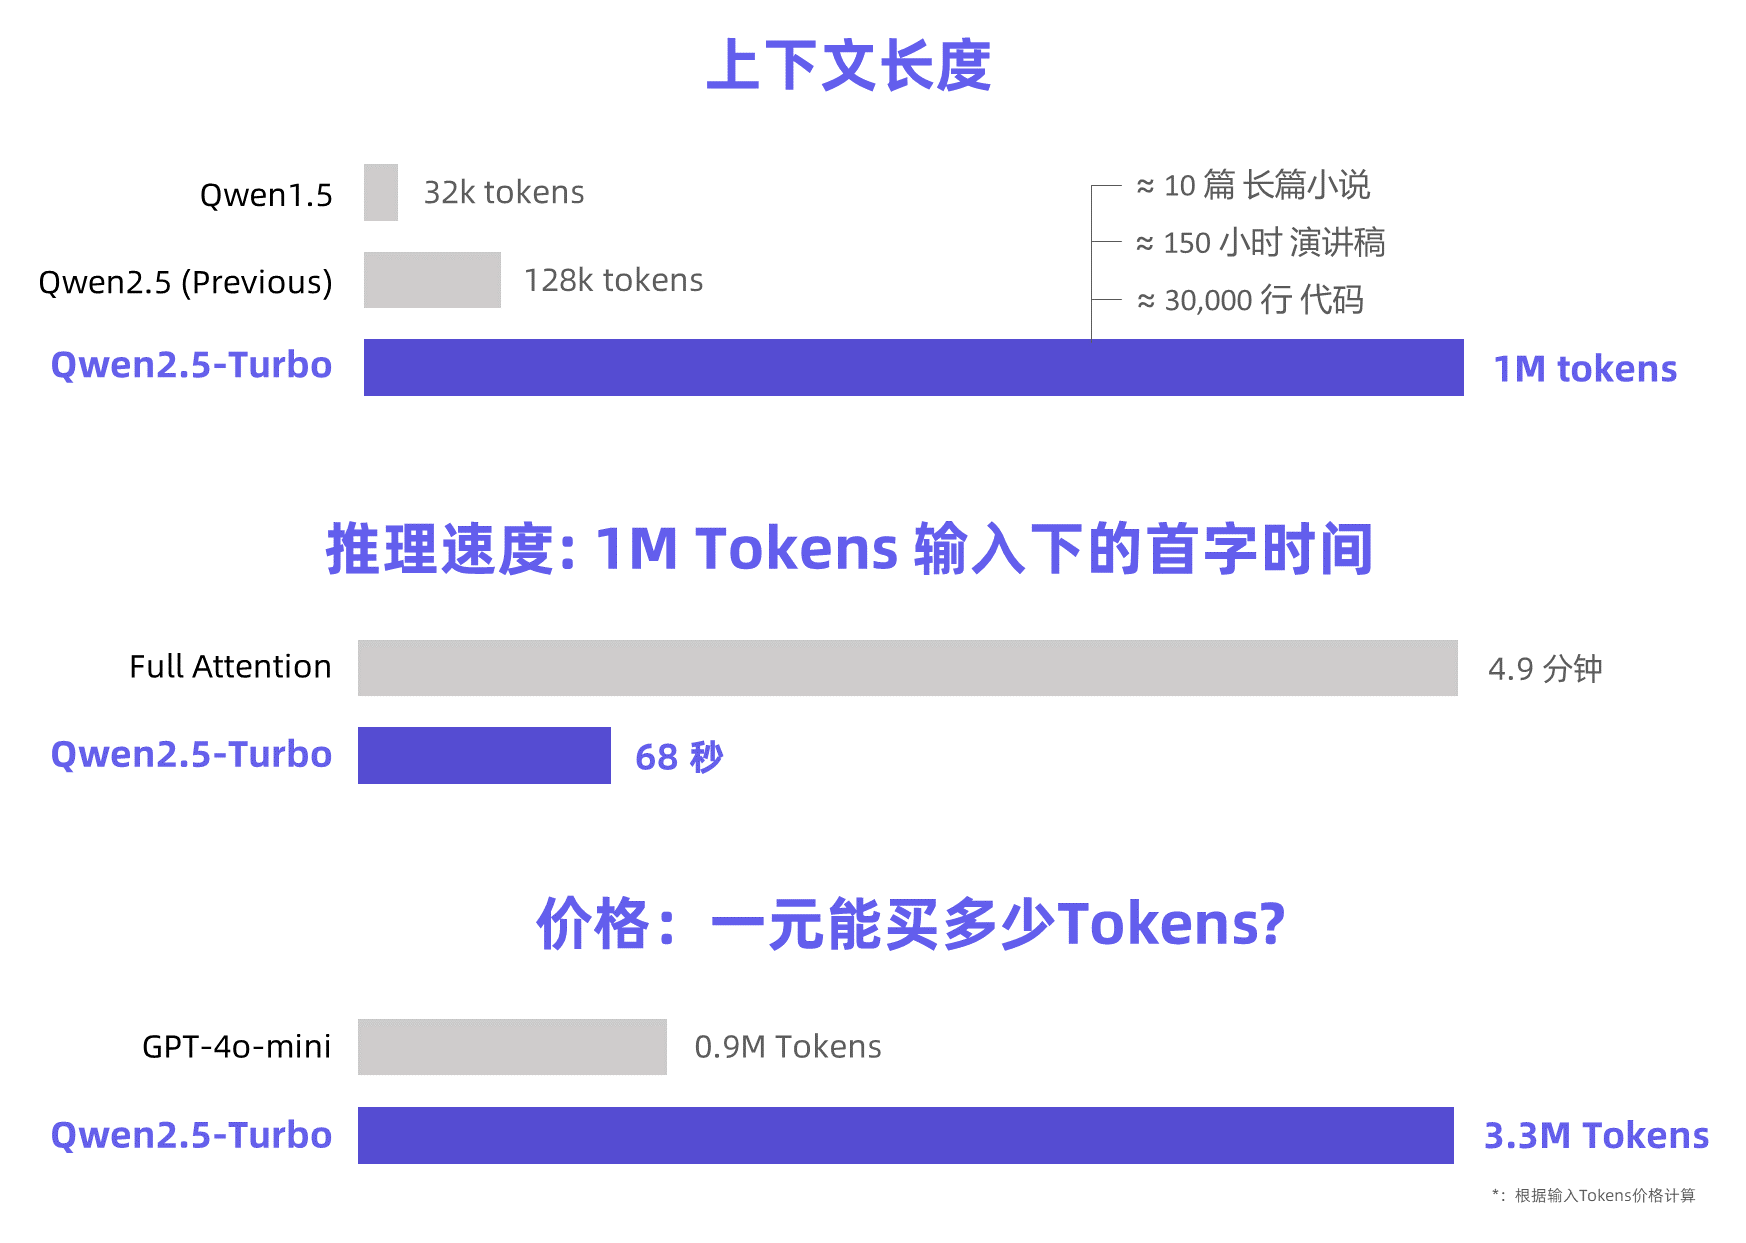 上下文长度
Qwen1.5
32k tokens
≈ 10 篇 长篇小说
≈ 150 小时 演讲稿
Qwen2.5 (Previous)
128k tokens
≈ 30,000 行 代码
Qwen2.5-Turbo
1M tokens
推理速度: 1M Tokens 输入下的首字时间
Full Attention
4.9 分钟
Qwen2.5-Turbo
68 秒
价格：一元能买多少Tokens?
GPT-4o-mini
0.9M Tokens
Qwen2.5-Turbo
3.3M Tokens
*：根据输入Tokens价格计算